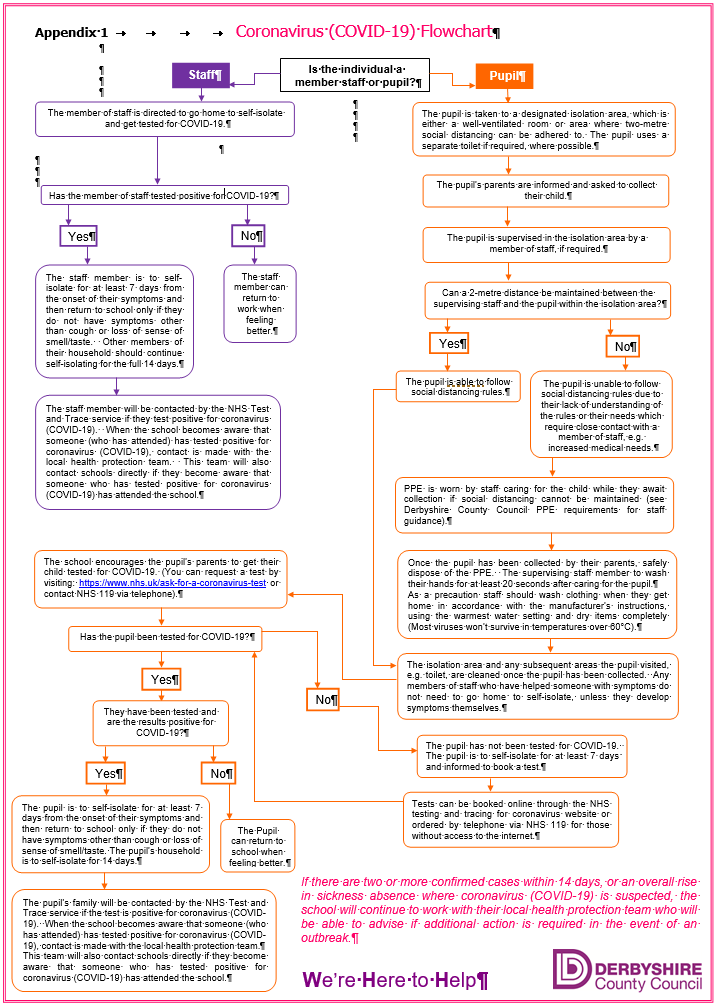 Appendix·1 → → → → Coronavirus·(COVID-19)·Flowchart¶
¶
¶
¶
¶
Is·the·individual·a·
member·staff·or·pupil?¶
Staff¶
Pupil¶
¶
¶
¶
¶
The·member·of·staff·is·directed·to·go·home·to·self-isolate·
and·get·tested·for·COVID-19.¶
¶
¶
¶
¶
Has·the·member·of·staff·tested·positive·for·COVID-19?¶
Yes¶
No¶
The· staff· member· is· to· self-
isolate· for· at· least· 7· days· from·
the·onset·of·their·symptoms·and·
then·return·to·school·only·if·they·
do· not· have· symptoms· other·
than· cough· or· loss· of· sense· of·
smell/taste.· · Other· members· of·
their· household· should· continue·
self-isolating·for·the·full·14·days.¶
The·staff·
member·can·
return·to·
work·when·
feeling·
better.¶
The·staff·member·will·be·contacted·by·the·NHS·Test·
and·Trace·service·if·they·test·positive·for·coronavirus·
(COVID-19).· · When· the· school· becomes· aware· that·
someone· (who· has· attended)· has· tested· positive· for·
coronavirus· (COVID-19),· contact· is· made· with· the·
local· health· protection· team.· · This· team· will· also·
contact· schools· directly· if· they· become· aware· that·
someone· who· has· tested· positive· for· coronavirus·
(COVID-19)·has·attended·the·school.¶
The·pupil·is·taken·to·a·designated·isolation·area,·which·is·
either· a· well-ventilated· room· or· area· where· two-metre·
social· distancing· can· be· adhered· to.· The· pupil· uses· a·
separate·toilet·if·required,·where·possible.¶
The·pupil's·parents·are·informed·and·asked·to·collect·
their·child.¶
The·pupil·is·supervised·in·the·isolation·area·by·a·
member·of·staff,·if·required.¶
Can·a·2-metre·distance·be·maintained·between·the·
supervising·staff·and·the·pupil·within·the·isolation·area?¶
Yes¶
No¶
The·pupil·is·able·to·follow·
social·distancing·rules.¶
The·pupil·is·unable·to·follow·
social·distancing·rules·due·to·
their·lack·of·understanding·of·
the·rules·or·their·needs·which·
require·close·contact·with·a·
member·of·staff,·e.g.·
increased·medical·needs.¶
PPE· is· worn· by· staff· caring· for· the· child· while· they· await·
collection· if· social· distancing· cannot· be· maintained· (see·
Derbyshire· County· Council· PPE· requirements· for· staff·
guidance).¶
Once· the· pupil· has· been· collected· by· their· parents,· safely·
dispose· of· the· PPE.· · The· supervising· staff· member· to· wash·
their·hands·for·at·least·20·seconds·after·caring·for·the·pupil.¶
As· a· precaution· staff· should· wash· clothing· when· they· get·
home· in· accordance· with· the· manufacturer's· instructions,·
using· the· warmest· water· setting· and· dry· items· completely·
(Most·viruses·won't·survive·in·temperatures·over·60°C).¶
The·isolation·area·and·any·subsequent·areas·the·pupil·visited,·
e.g.·toilet,·are·cleaned·once·the·pupil·has·been·collected.· ·Any·
members·of·staff·who·have·helped·someone·with·symptoms·do·
not· need· to· go· home· to· self-isolate,· unless· they· develop·
symptoms·themselves.¶
The·school·encourages·the·pupil's·parents·to·get·their·
child·tested·for·COVID-19.·(You·can·request·a·test·by·
visiting:· https://www.nhs.uk/ask-for-a-coronavirus-test· or·
contact·NHS·119·via·telephone).¶
Has·the·pupil·been·tested·for·COVID-19?¶
Yes¶
No¶
They·have·been·tested·and·
are·the·results·positive·for·
COVID-19?¶
Yes¶
No¶
The· pupil· is· to· self-isolate· for· at· least· 7·
days·from·the·onset·of·their·symptoms·and·
then· return· to· school· only· if· they· do· not·
have·symptoms·other·than·cough·or·loss·of·
sense·of·smell/taste.·The·pupil's·household·
is·to·self-isolate·for·14·days.¶
The·Pupil·
can·return·to·
school·when·
feeling·better.¶
The·pupil's·family·will·be·contacted·by·the·NHS·Test·and·
Trace·service·if·the·test·is·positive·for·coronavirus·(COVID-
19).· ·When·the·school·becomes·aware·that·someone·(who·
has·attended)·has·tested·positive·for·coronavirus·(COVID-
19),·contact·is·made·with·the·local·health·protection·team.¶
This·team·will·also·contact·schools·directly·if·they·become·
aware· that· someone· who· has· tested· positive· for·
coronavirus·(COVID-19)·has·attended·the·school.¶
The·pupil·has·not·been·tested·for·COVID-19.· ·
The·pupil·is·to·self-isolate·for·at·least·7·days·
and·informed·to·book·a·test.¶
Tests· can· be· booked· online· through· the· NHS·
testing· and· tracing· for· coronavirus· website· or·
ordered· by· telephone· via· NHS· 119· for· those·
without·access·to·the·internet.¶
If·there·are·two·or·more·confirmed·cases·within·14·days,·or·an·overall·rise·
in· sickness· absence· where· coronavirus· (COVID-19)· is· suspected,· the·
school·will·continue·to·work·with·their·local·health·protection·team·who·will·
be· able· to· advise· if· additional· action· is· required· in· the· event· of· an·
outbreak.¶
We're·Here·to·Help¶
DERBYSHIRE
County Council